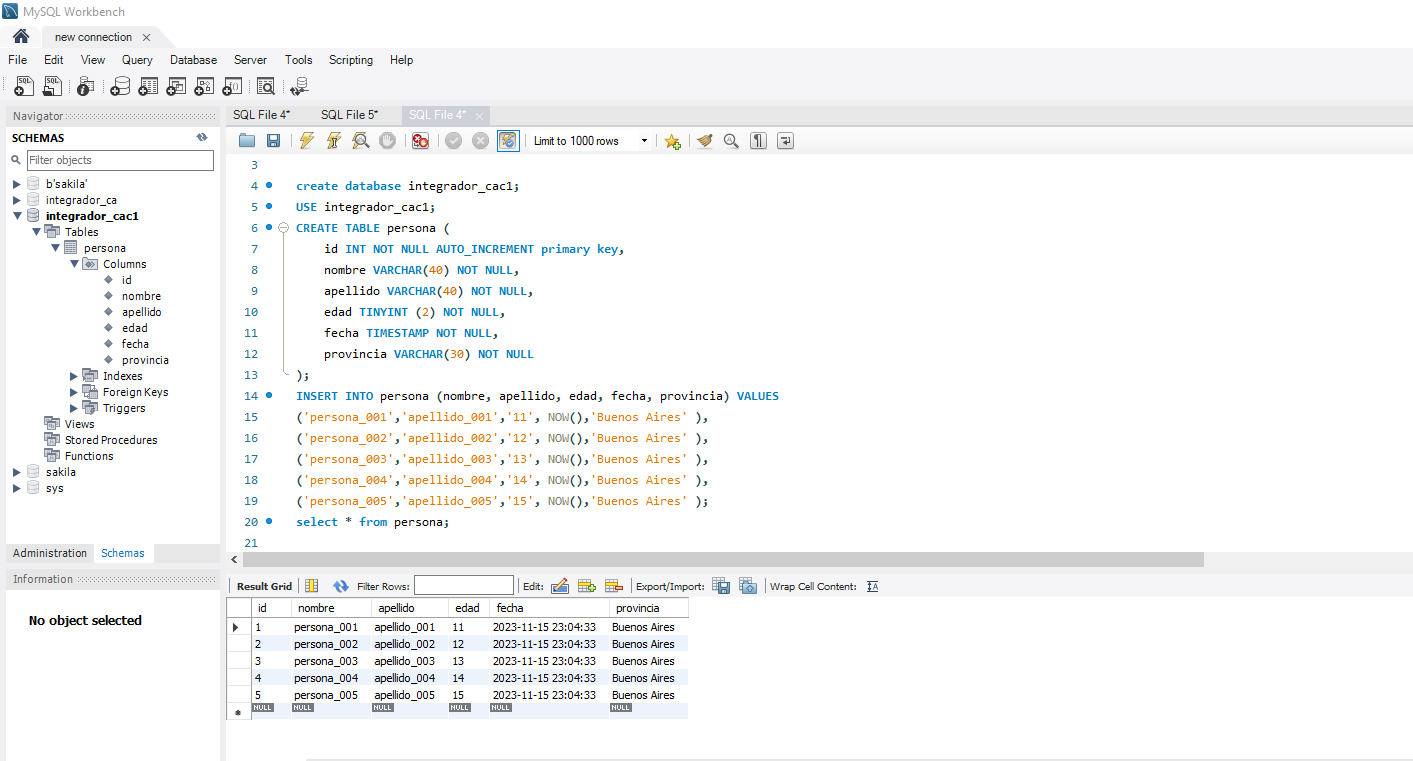 MySQL Workbench
new connection
File Edit View Query Database Server Tools Scripting Help
Navigator
SCHEMAS
Filter objects
b'sakila'
integrador_ca
integrador_cac1
Tables
persona
Columns
id
nombre
apellido
edad
fecha
provincia
Indexes
Foreign Keys
Triggers
Views
Stored Procedures
Functions
sakila
sys
Administration Schemas
Information
No object selected
SQL File 4* SQL File 5* SQL File 4*
Limit to 1000 rows
3
4 create database integrador_cac1;
5 USE integrador_cac1;
6 CREATE TABLE persona (
7 id INT NOT NULL AUTO_INCREMENT primary key,
8 nombre VARCHAR(40) NOT NULL,
9 apellido VARCHAR(40) NOT NULL,
10 edad TINYINT (2) NOT NULL,
11 fecha TIMESTAMP NOT NULL,
12 provincia VARCHAR(30) NOT NULL
13 );
14 INSERT INTO persona (nombre, apellido, edad, fecha, provincia) VALUES
15 ('persona_001','apellido_001','11', NOW(),'Buenos Aires' ),
16 ('persona_002','apellido_002','12', NOW(),'Buenos Aires' ),
17 ('persona_003','apellido_003','13', NOW(),'Buenos Aires' ),
18 ('persona_004','apellido_004','14', NOW(),'Buenos Aires' ),
19 ('persona_005','apellido_005','15', NOW(),'Buenos Aires' );
20 select * from persona;
21
Result Grid Filter Rows: Edit: Export/Import: Wrap Cell Content:
id nombre apellido edad fecha provincia
1 persona_001 apellido_001 11 2023-11-15 23:04:33 Buenos Aires
2 persona_002 apellido_002 12 2023-11-15 23:04:33 Buenos Aires
3 persona_003 apellido_003 13 2023-11-15 23:04:33 Buenos Aires
4 persona_004 apellido_004 14 2023-11-15 23:04:33 Buenos Aires
5 persona_005 apellido_005 15 2023-11-15 23:04:33 Buenos Aires
NULL NULL NULL NULL NULL NULL